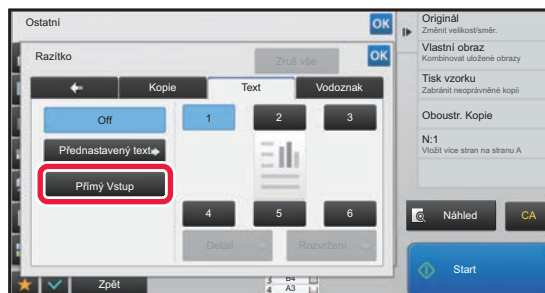 Ostatní
OK
Razítko
Zruš vše
OK
Kopie
Text
Vodoznak
Off
Přednastavený text
Přímý Vstup
1
2
3
4
5
6
Detail
Rozvržení
Zpět
B4
A3
Originál
Změnit velikost/směr.
Vlastní obraz
Kombinovat uložené obrazy
Tisk vzorku
Zabránit neoprávněné kopii
Oboustr. Kopie
N:1
Vložit více stran na stranu A
Náhled
CA
Start